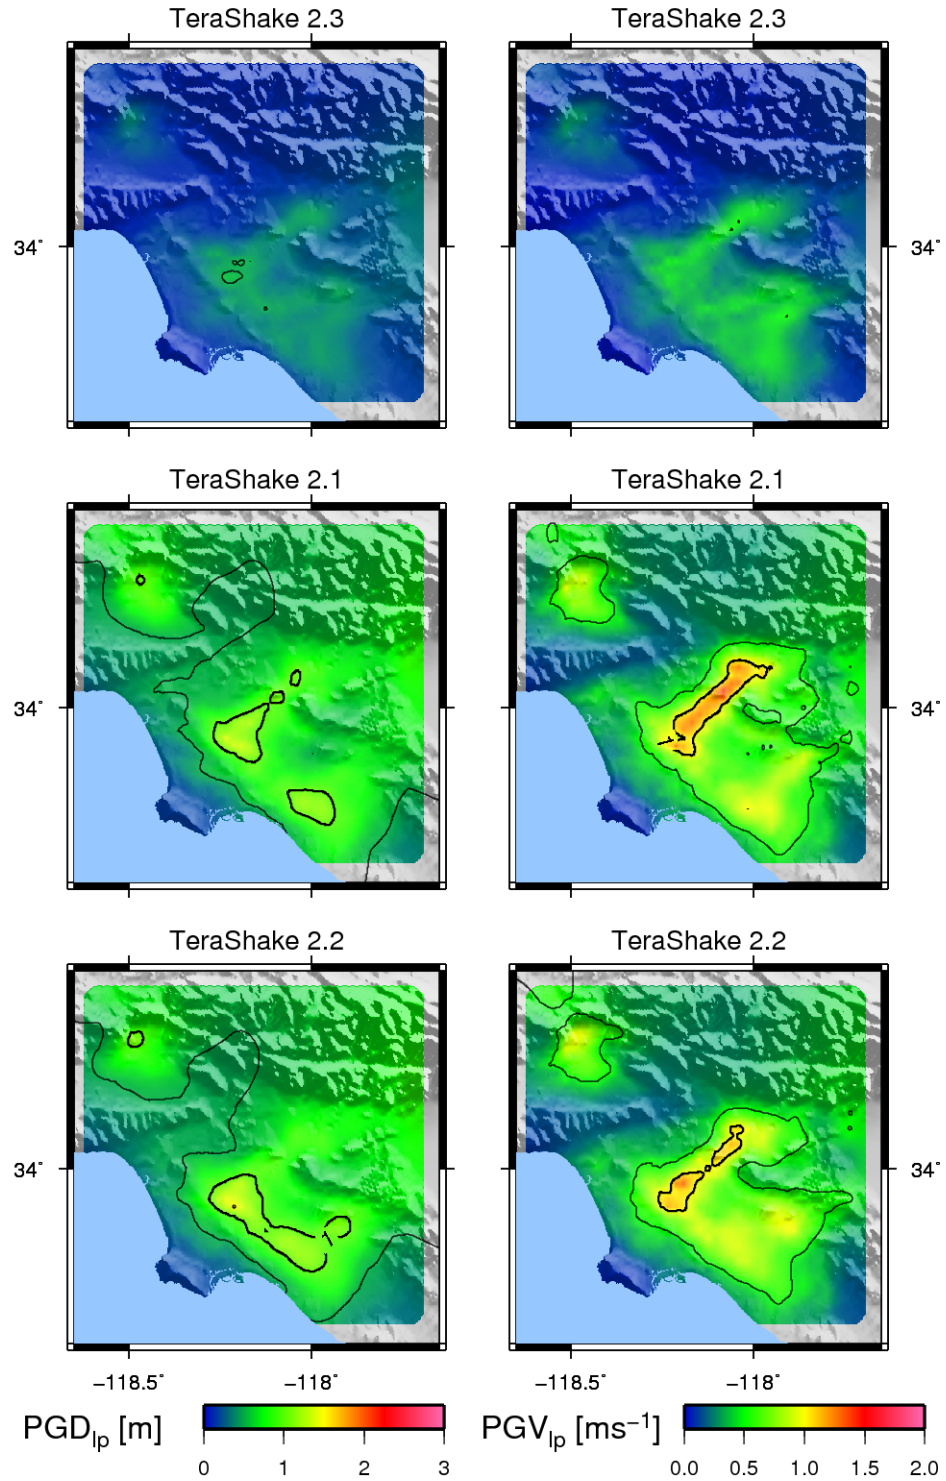 TeraShake 2.3 TeraShake 2.3
34° 34°
TeraShake 2.1 TeraShake 2.1
34° 34°
TeraShake 2.2 TeraShake 2.2
34° 34°
−118.5° −118° −118.5° −118°
PGDlp [m] PGVlp [ms−1]
0 1 2 3 0.0 0.5 1.0 1.5 2.0